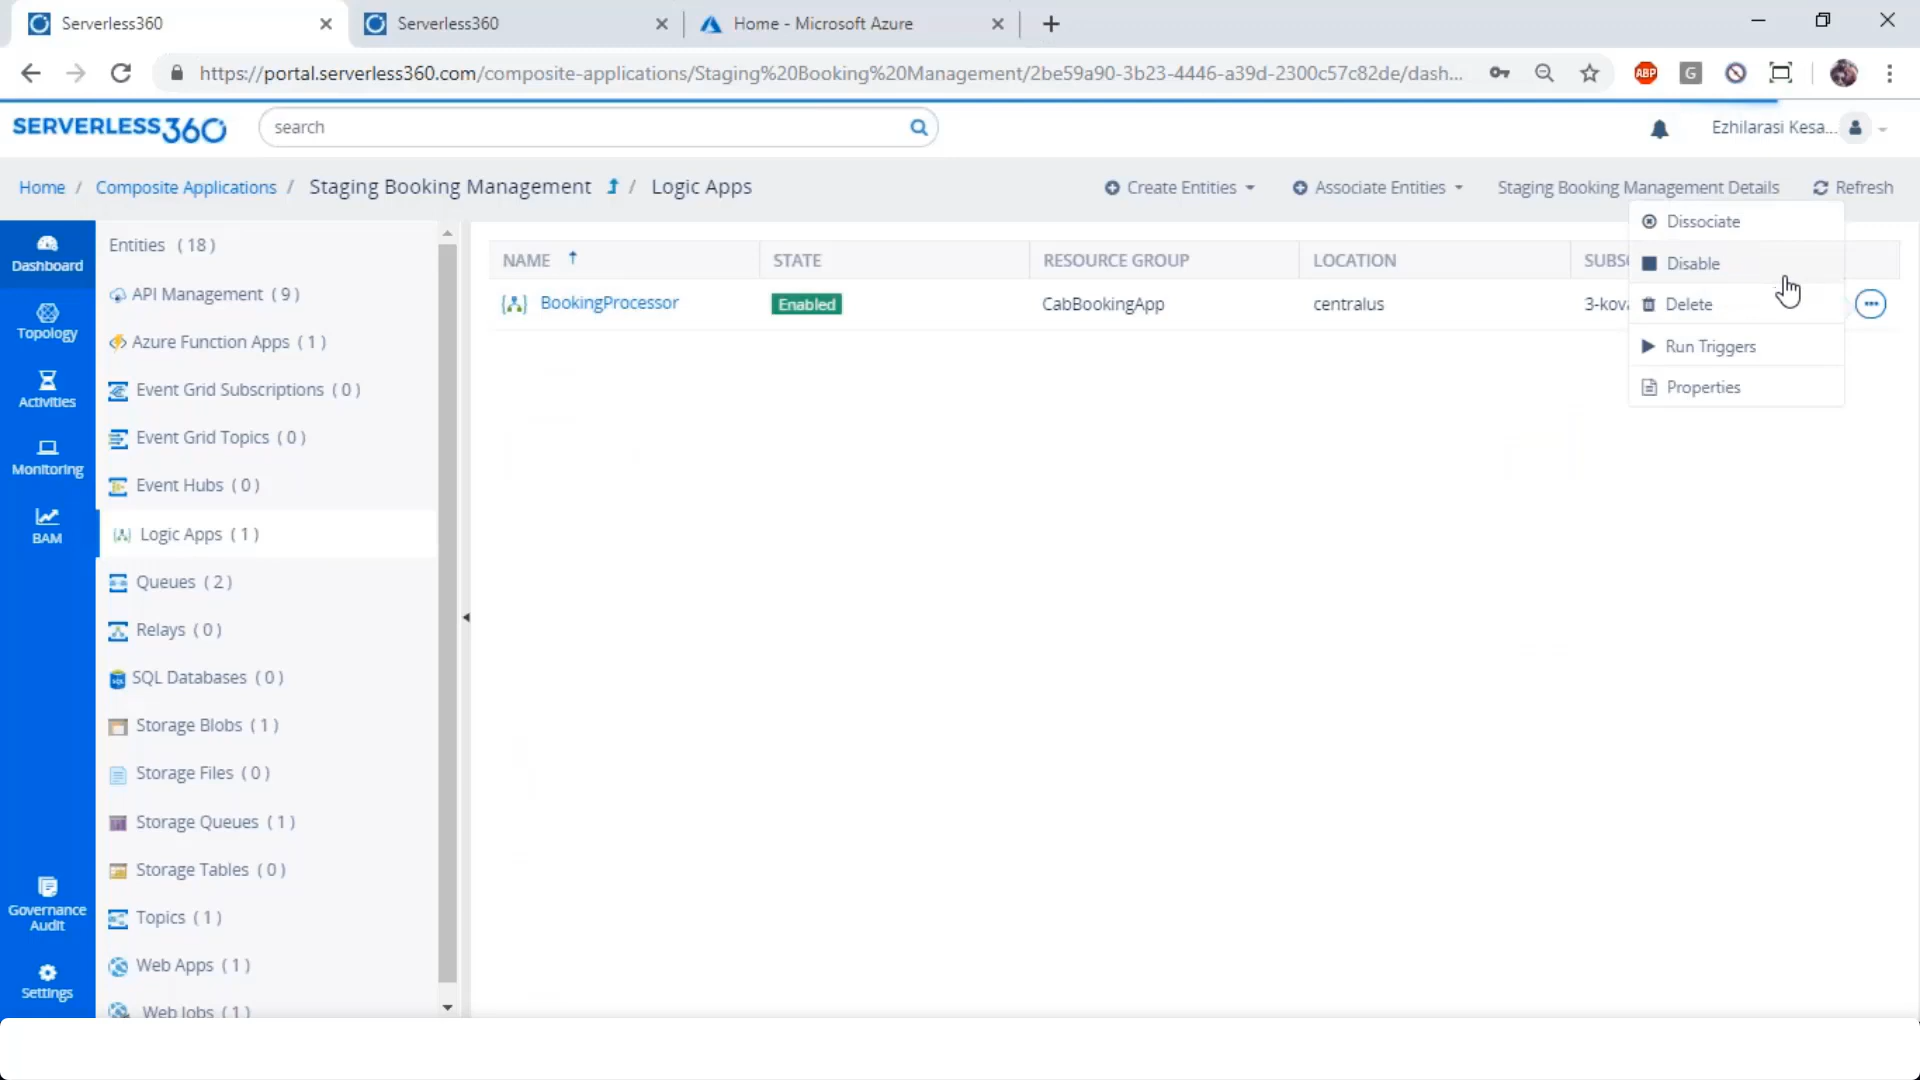 Serverless360
Serverless360
Home - Microsoft Azure
https://portal.serverless360.com/composite-applications/Staging%20Booking%20Management/2be59a90-3b23-4446-a39d-2300c57c82de/dash...
ABP
G
SERVERLESS360
search
Ezhilarasi Kesa...
Home / Composite Applications / Staging Booking Management / Logic Apps
Create Entities
Associate Entities
Staging Booking Management Details
Refresh
Dashboard
Topology
Activities
Monitoring
BAM
Governance
Audit
Settings
Entities (18)
API Management (9)
Azure Function Apps (1)
Event Grid Subscriptions (0)
Event Grid Topics (0)
Event Hubs (0)
Logic Apps (1)
Queues (2)
Relays (0)
SQL Databases (0)
Storage Blobs (1)
Storage Files (0)
Storage Queues (1)
Storage Tables (0)
Topics (1)
Web Apps (1)
Web Jobs (1)
NAME STATE RESOURCE GROUP LOCATION SUBSC
BookingProcessor Enabled CabBookingApp centralus 3-kova
Dissociate
Disable
Delete
Run Triggers
Properties